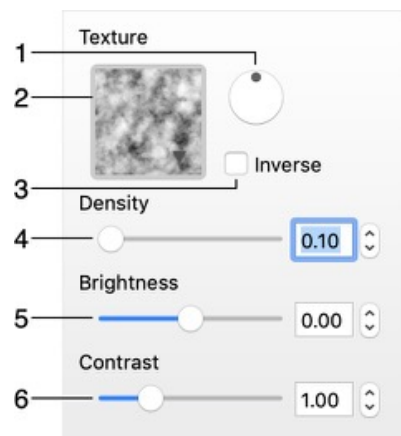 Texture
1
2
Inverse
3
Density
4
0.10
Brightness
5
0.00
Contrast
6
1.00